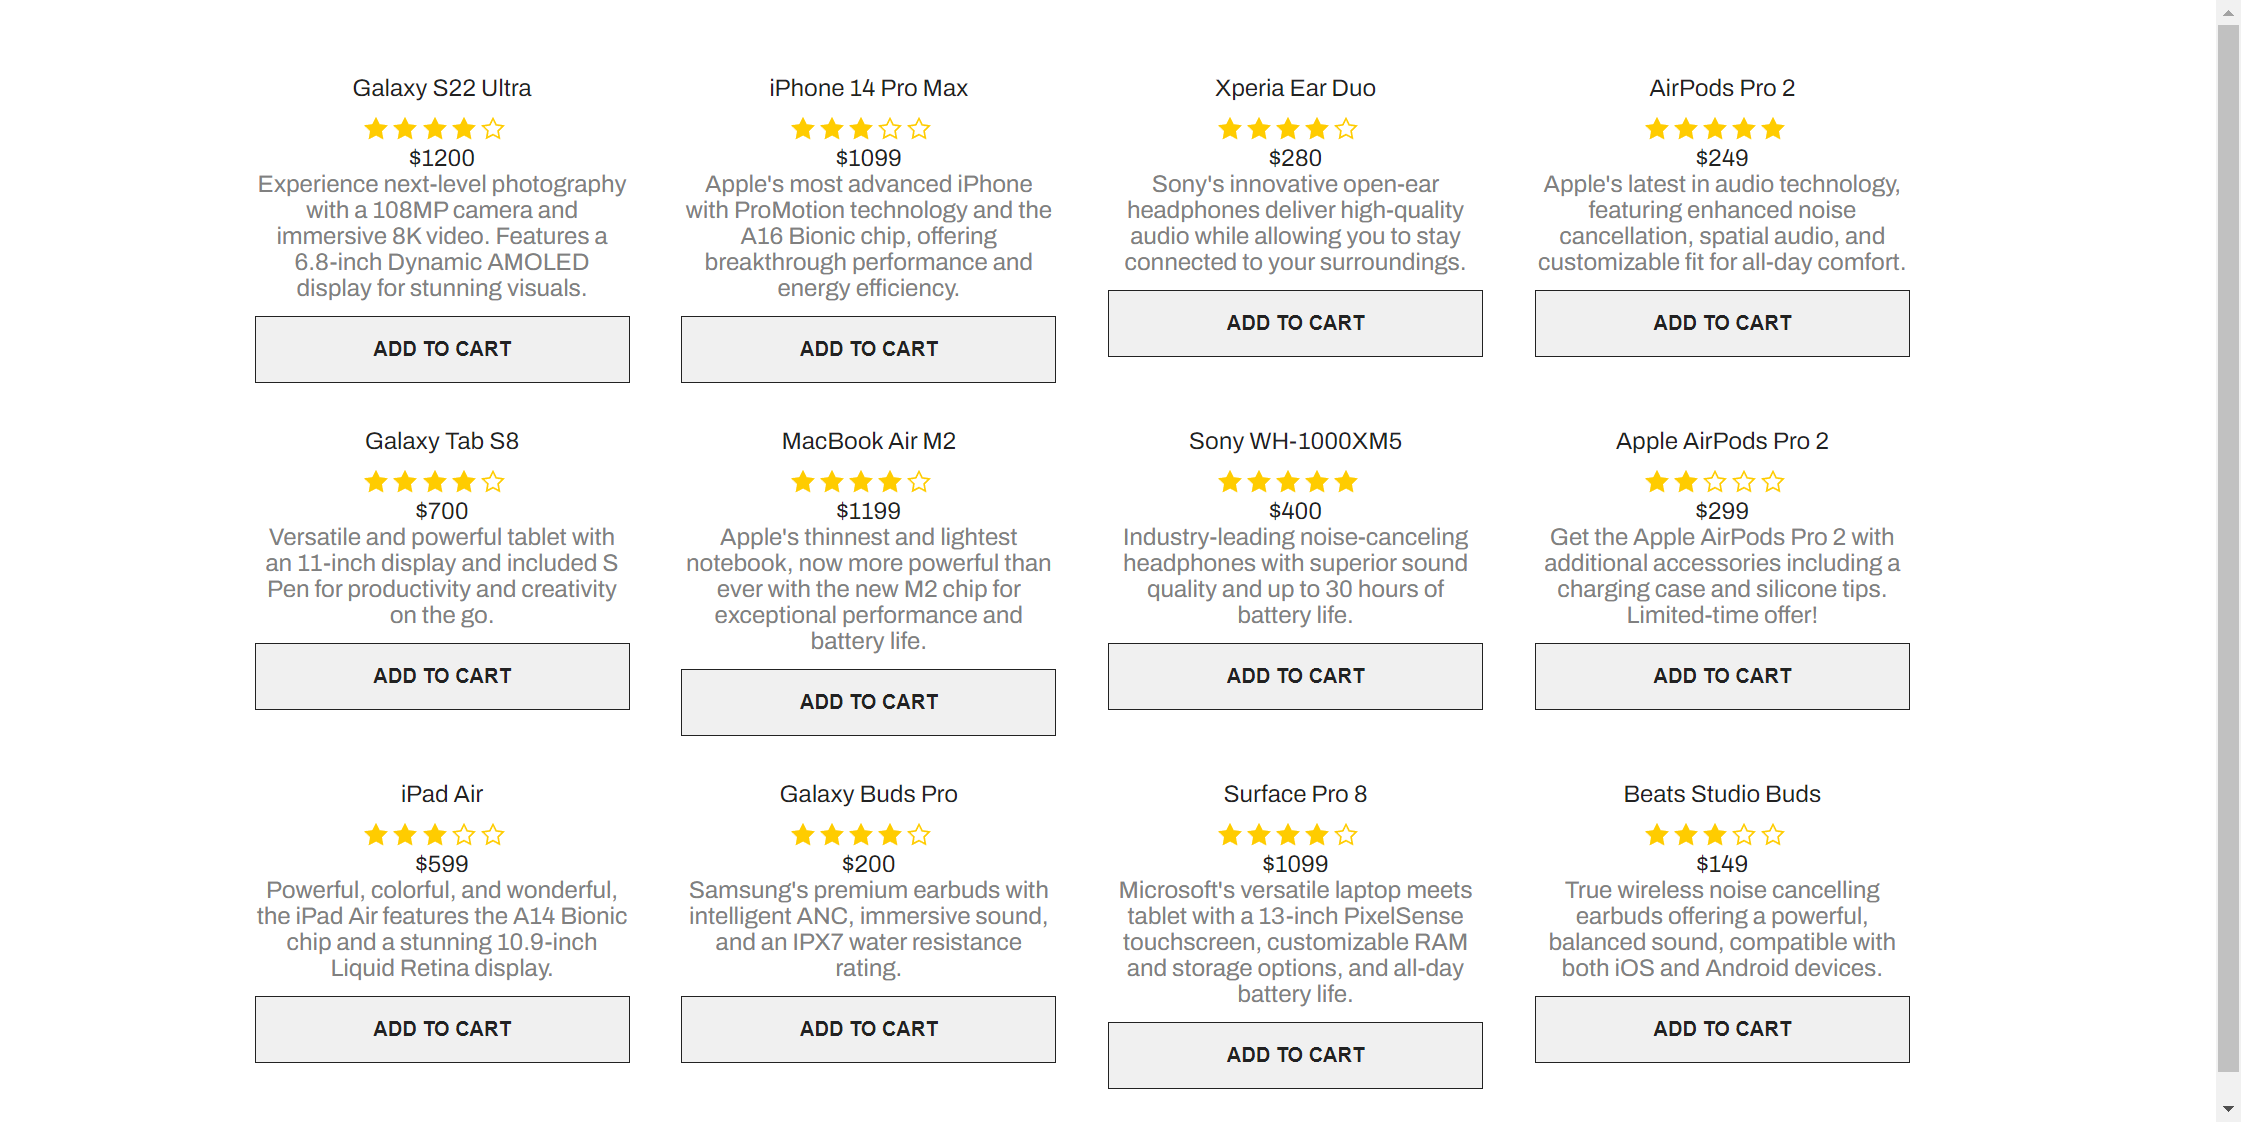 Galaxy S22 Ultra
$1200
Experience next-level photography
with a 108MP camera and
immersive 8K video. Features a
6.8-inch Dynamic AMOLED
display for stunning visuals.
ADD TO CART
iPhone 14 Pro Max
$1099
Apple's most advanced iPhone
with ProMotion technology and the
A16 Bionic chip, offering
breakthrough performance and
energy efficiency.
ADD TO CART
Xperia Ear Duo
$280
Sony's innovative open-ear
headphones deliver high-quality
audio while allowing you to stay
connected to your surroundings.
ADD TO CART
AirPods Pro 2
$249
Apple's latest in audio technology,
featuring enhanced noise
cancellation, spatial audio, and
customizable fit for all-day comfort.
ADD TO CART
Galaxy Tab S8
$700
Versatile and powerful tablet with
an 11-inch display and included S
Pen for productivity and creativity
on the go.
ADD TO CART
MacBook Air M2
$1199
Apple's thinnest and lightest
notebook, now more powerful than
ever with the new M2 chip for
exceptional performance and
battery life.
ADD TO CART
Sony WH-1000XM5
$400
Industry-leading noise-canceling
headphones with superior sound
quality and up to 30 hours of
battery life.
ADD TO CART
Apple AirPods Pro 2
$299
Get the Apple AirPods Pro 2 with
additional accessories including a
charging case and silicone tips.
Limited-time offer!
ADD TO CART
iPad Air
$599
Powerful, colorful, and wonderful,
the iPad Air features the A14 Bionic
chip and a stunning 10.9-inch
Liquid Retina display.
ADD TO CART
Galaxy Buds Pro
$200
Samsung's premium earbuds with
intelligent ANC, immersive sound,
and an IPX7 water resistance
rating.
ADD TO CART
Surface Pro 8
$1099
Microsoft's versatile laptop meets
tablet with a 13-inch PixelSense
touchscreen, customizable RAM
and storage options, and all-day
battery life.
ADD TO CART
Beats Studio Buds
$149
True wireless noise cancelling
earbuds offering a powerful,
balanced sound, compatible with
both iOS and Android devices.
ADD TO CART